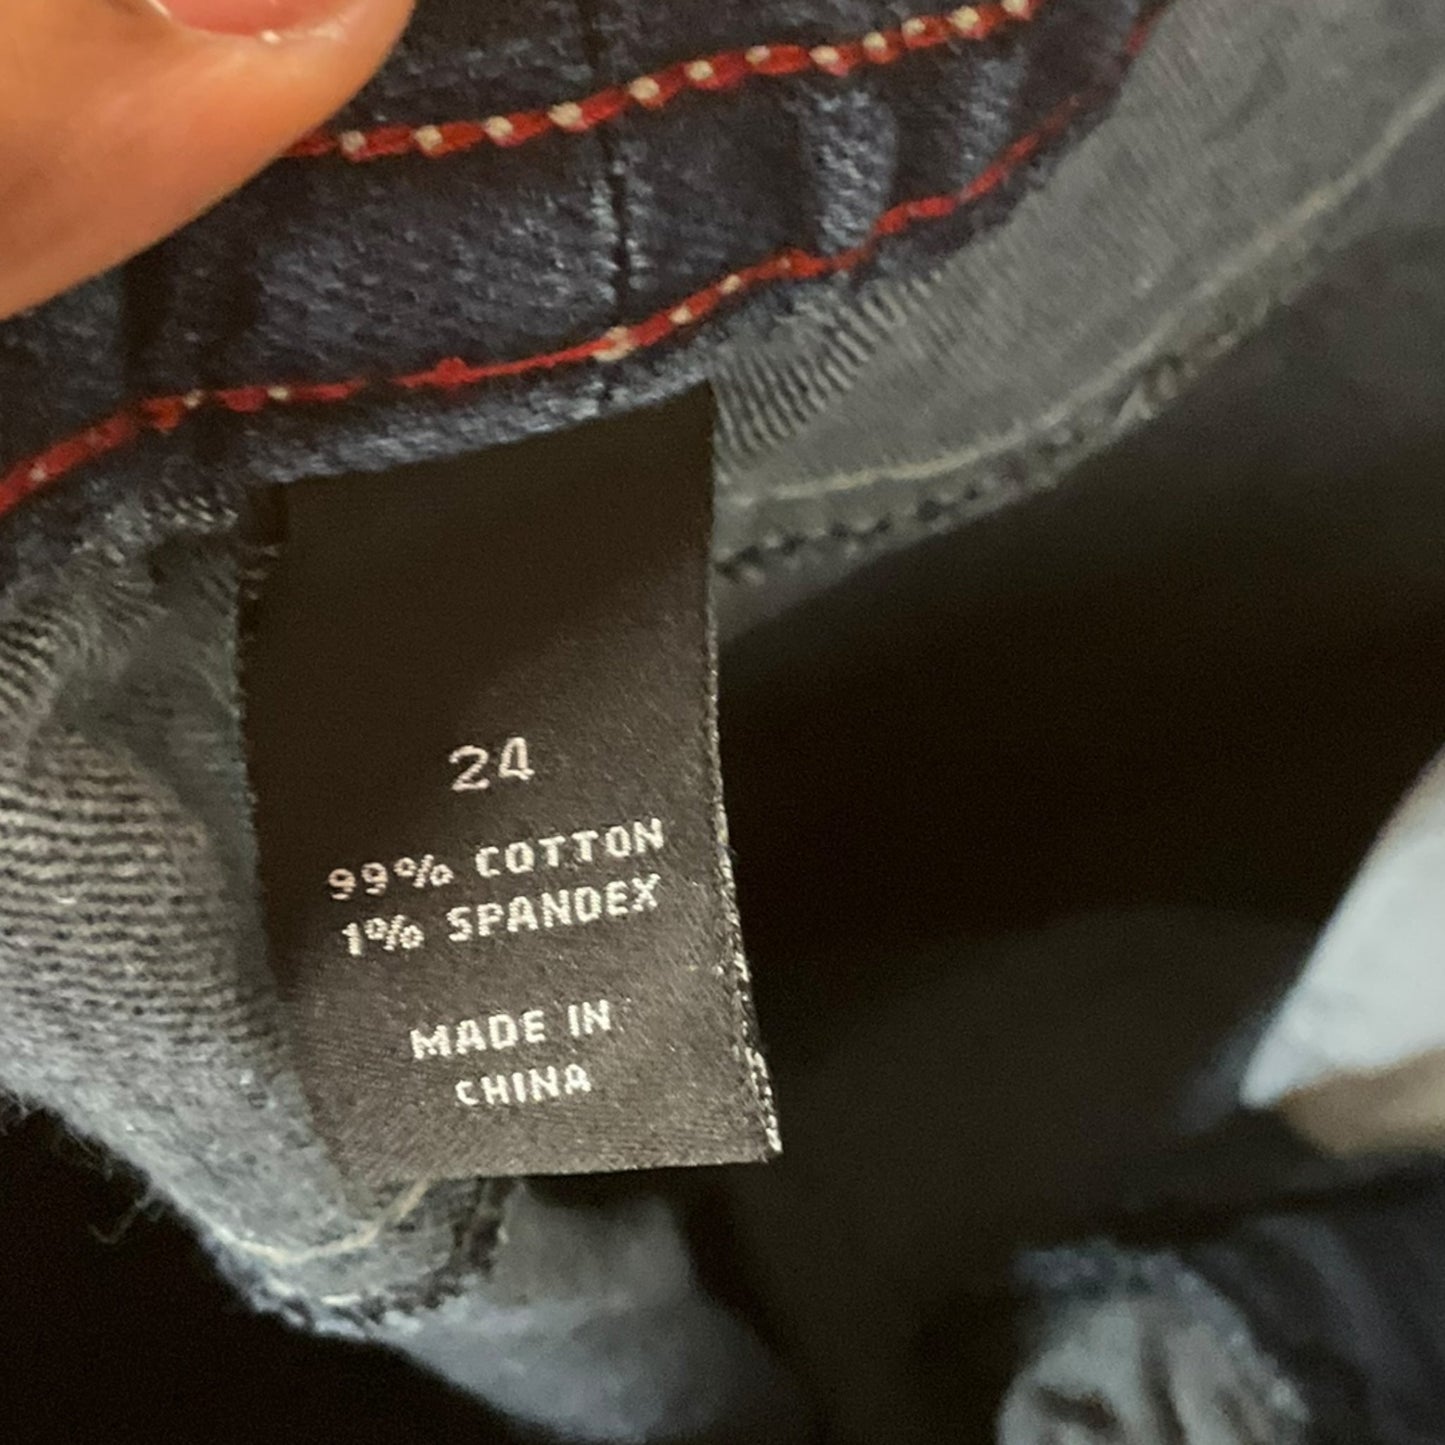 24
99% COTTON
1% SPANDEX
MADE IN
CHINA